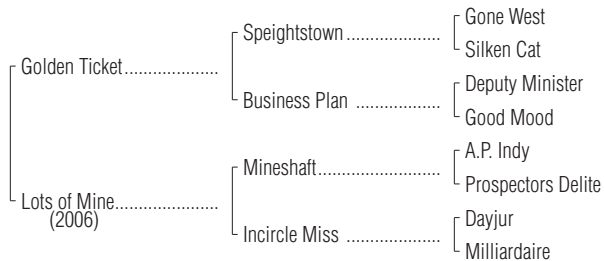 Gone West
Speightstown
Silken Cat
Golden Ticket
Deputy Minister
Business Plan
Good Mood
A.P. Indy
Mineshaft
Prospectors Delite
Lots of Mine
(2006)
Dayjur
Incircle Miss
Milliardaire